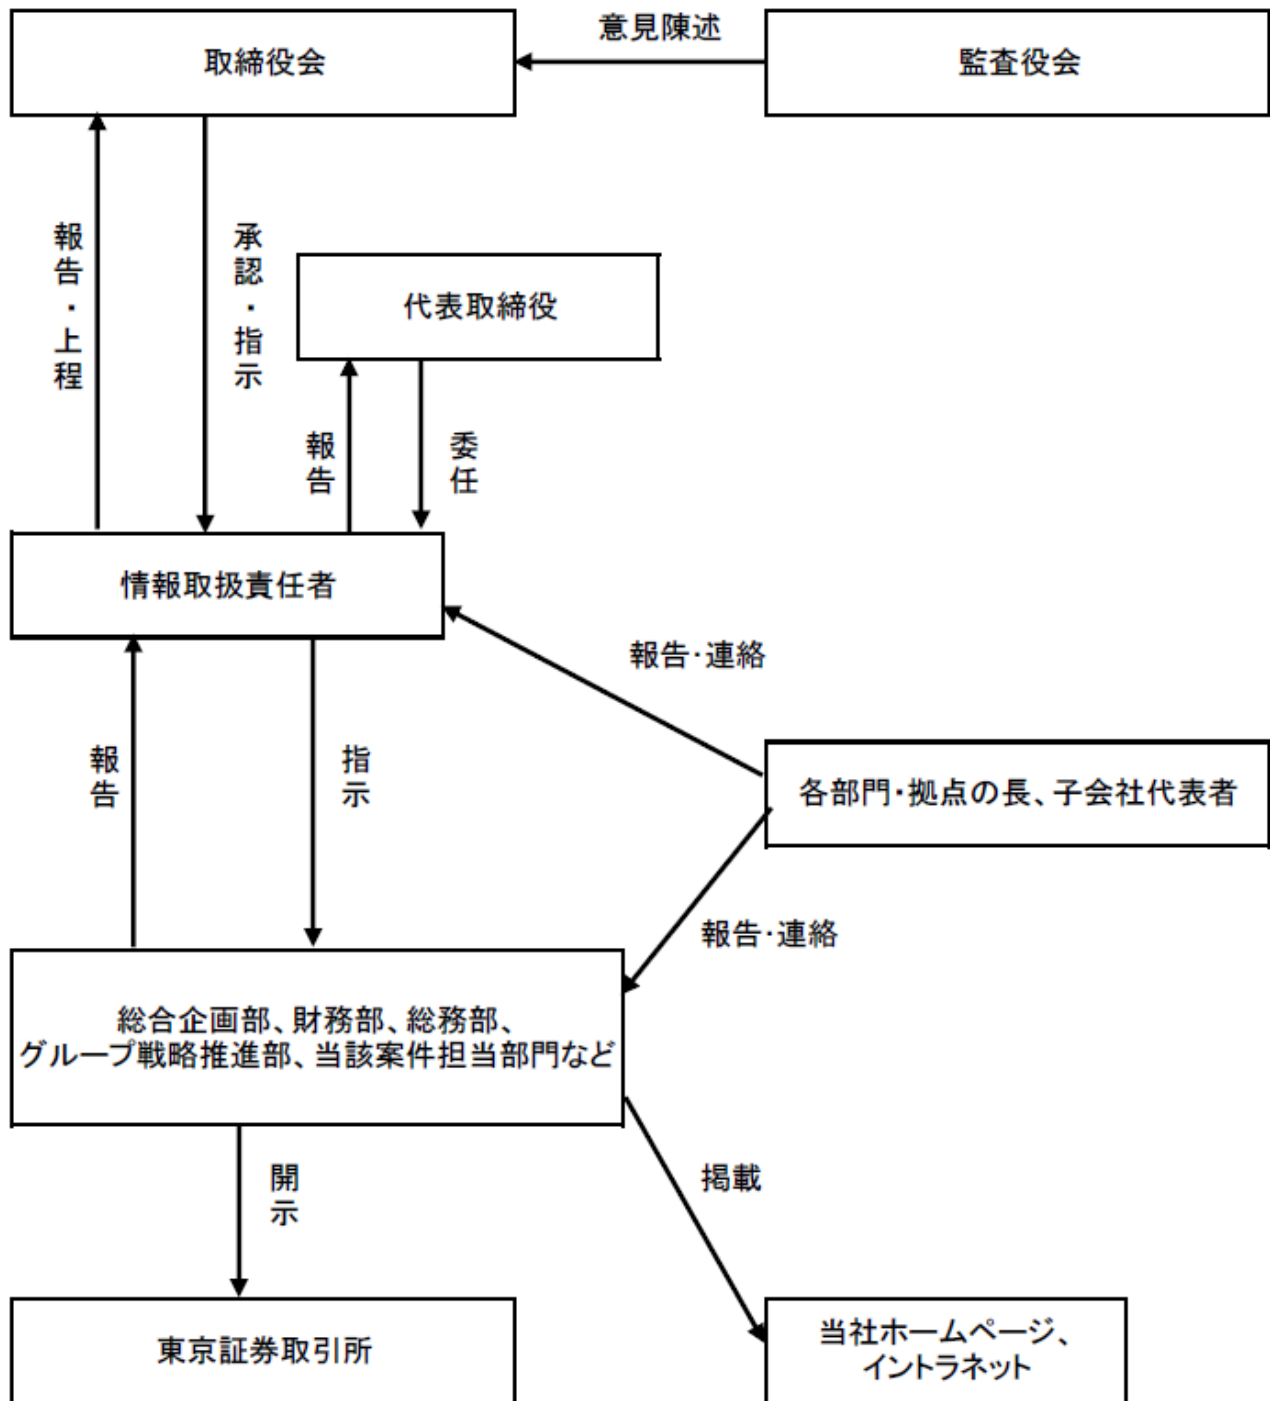 意見陳述
取締役会
監査役会
報告・上程
承認・指示
代表取締役
報告
委任
情報取扱責任者
報告・連絡
報告
指示
各部門・拠点の長、子会社代表者
報告・連絡
総合企画部、財務部、総務部、
グループ戦略推進部、当該案件担当部門など
開示
掲載
東京証券取引所
当社ホームページ、
イントラネット